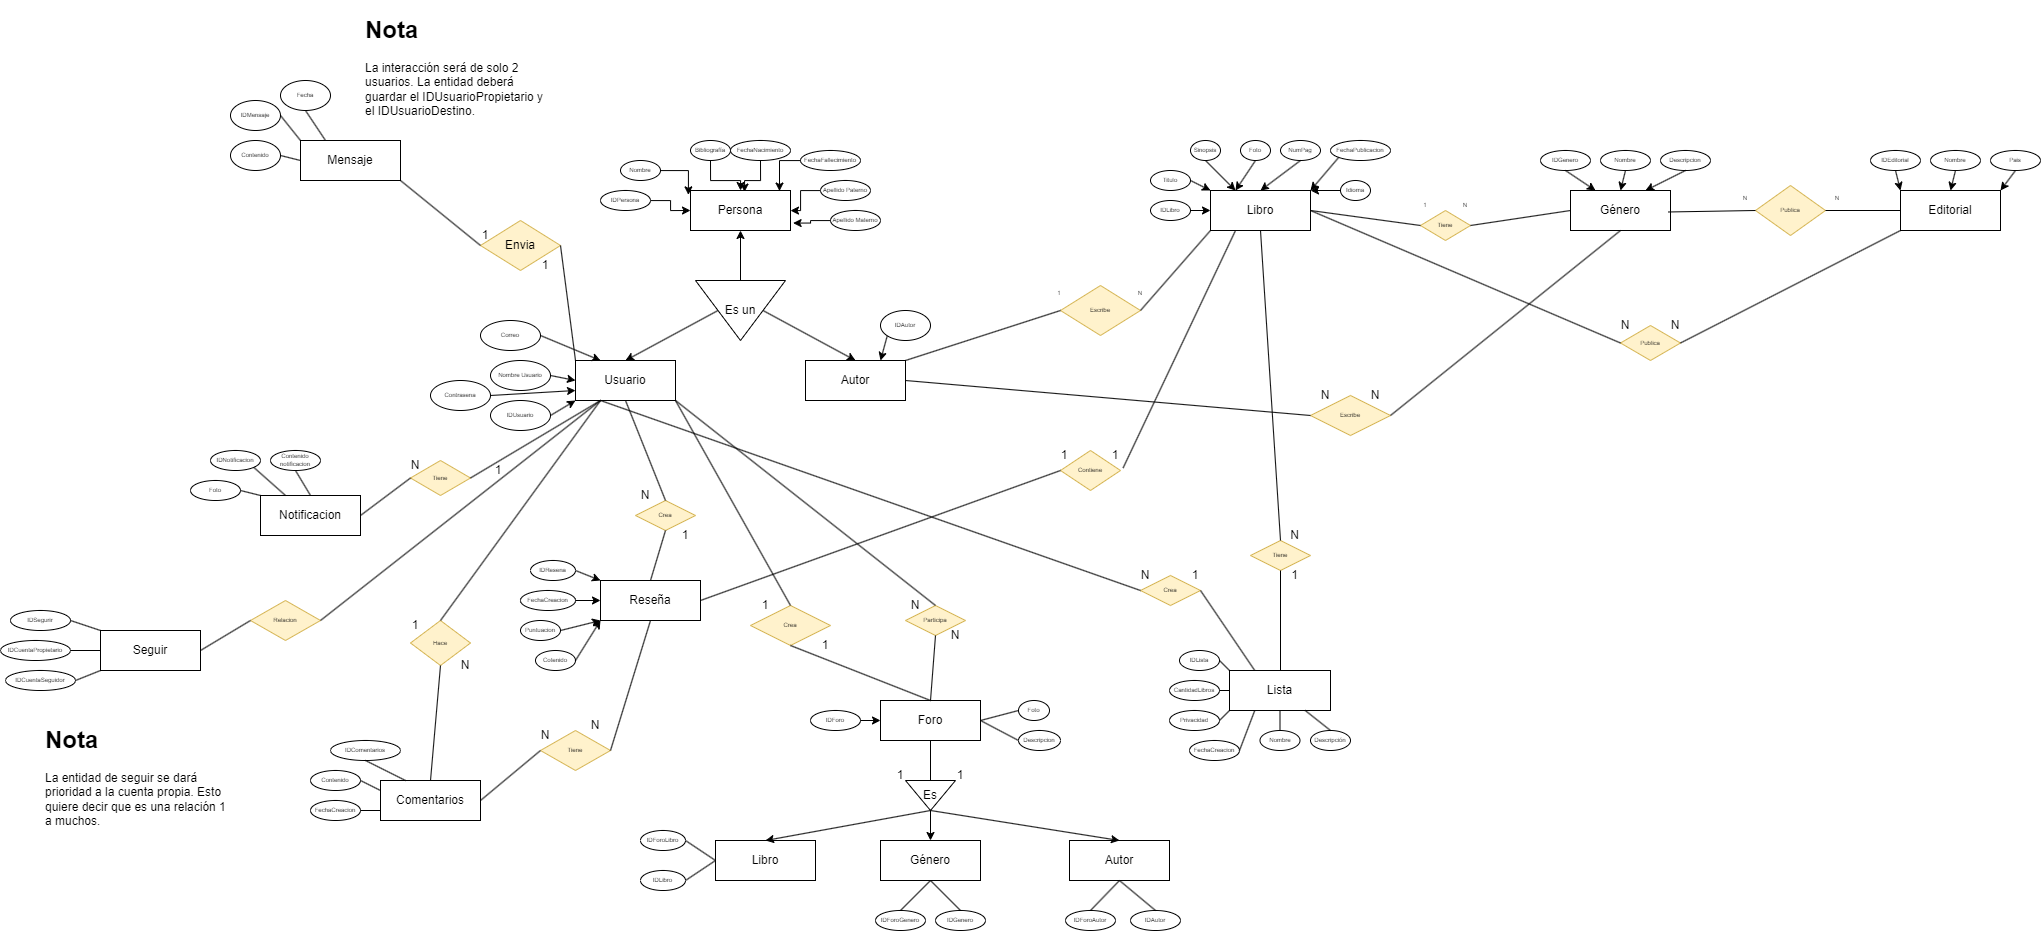 Nota
La interacción será de solo 2
usuarios. La entidad deberá
guardar el IDUsuarioPropietario y
el IDUsuarioDestino.
Fecha
IDMensaje
Contenido
Mensaje
1
Envia
1
Bibliografia
FechaNacimiento
FechaFallecimiento
Nombre
IDPersona
Apellido Paterno
Apellido Materno
Persona
Es un
Sinopsis
Foto
NumPag
FechaPublicacion
Titulo
Idioma
IDLibro
Libro
1
N
Tiene
IDGenero
Nombre
Descripcion
Género
N
Publica
N
IDEditorial
Nombre
Pais
Editorial
1
N
Escribe
N
N
Publica
Correo
Nombre Usuario
Contrasena
IDUsuario
Usuario
IDAutor
Autor
N
N
Escribe
IDNotificacion
Contenido
notificacion
Foto
Notificacion
N
Tiene
1
N
Crea
1
1
1
Contiene
N
Tiene
1
IDResena
FechaCreacion
Puntuacion
Cotenido
Reseña
N
1
Crea
IDSegurir
IDCuentaPropietario
IDCuentaSeguidor
Seguir
Relacion
1
Hace
N
1
Crea
1
N
Participa
N
IDLista
CantidadLibros
Privacidad
FechaCreacion
Nombre
Descripción
Lista
Nota
La entidad de seguir se dará
prioridad a la cuenta propia. Esto
quiere decir que es una relación 1
a muchos.
IDComentarios
Contenido
FechaCreacion
Comentarios
N
N
Tiene
IDForo
Foro
Foto
Descripcion
1
1
Es
IDForoLibro
IDLibro
Libro
Género
IDForoGenero
IDGenero
Autor
IDForoAutor
IDAutor